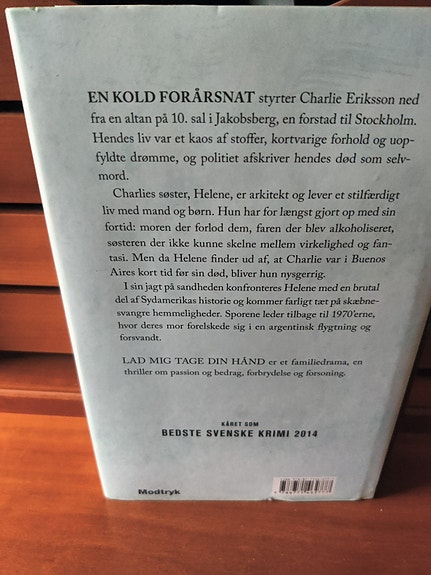 EN KOLD FORÅRSNAT styrter Charlie Eriksson ned
fra en altan på 10. sal i Jakobsberg, en forstad til Stockholm.
Hendes liv var et kaos af stoffer, kortvarige forhold og uop-
fyldte drømme, og politiet afskriver hendes død som selv-
mord.
Charlies søster, Helene, er arkitekt og lever et stilfærdigt
liv med mand og børn. Hun har for længst gjort op med sin
fortid: moren der forlod dem, faren der blev alkoholiseret,
søsteren der ikke kunne skelne mellem virkelighed og fan-
tasi. Men da Helene finder ud af, at Charlie var i Buenos
Aires kort tid før sin død, bliver hun nysgerrig.
I sin jagt på sandheden konfronteres Helene med en brutal
del af Sydamerikas historie og kommer farligt tæt på skæbne-
svangre hemmeligheder. Sporene leder tilbage til 1970'erne,
hvor deres mor forelskede sig i en argentinsk flygtning og
forsvandt.
LAD MIG TAGE DIN HÅND er et familiedrama, en
thriller om passion og bedrag, forbrydelse og forsoning.
KÅRET SOM
BEDSTE SVENSKE KRIMI 2014
Modtryk